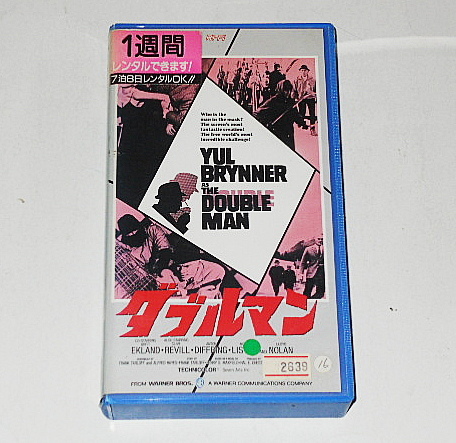 1週間
レンタルできます!
7泊8日レンタルOK!!
Who is the
man in the mask?
The screen's most
fantastic creation!
The free world's most
incredible challenge!
YUL
BRYNNER
AS THE
DOUBLE
MAN
ザ・ダブルマン
EKLAND・REVILL・DIFFRING・LIS NOLAN
TECHNICOLOR
2639
16
FROM WARNER BROS. A WARNER COMMUNICATIONS COMPANY